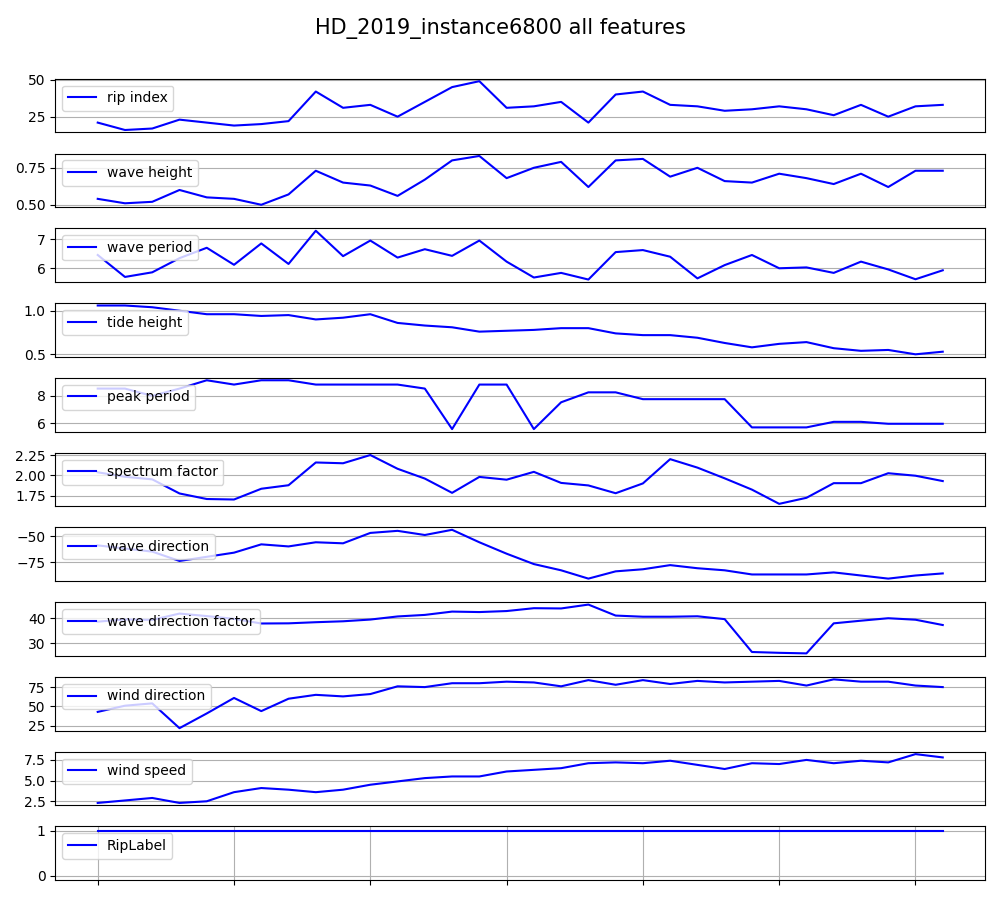 HD_2019_instance6800 all features
50
25
rip index
0.75
0.50
wave height
7
6
wave period
1.0
0.5
tide height
8
6
peak period
2.25
2.00
1.75
spectrum factor
−50
−75
wave direction
40
30
wave direction factor
75
50
25
wind direction
7.5
5.0
2.5
wind speed
1
0
RipLabel